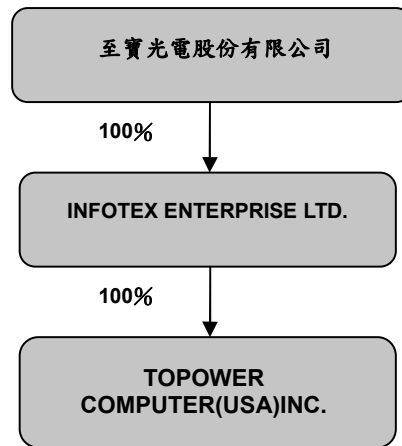 至寶光電股份有限公司
100%
INFOTEX ENTERPRISE LTD.
100%
TOPOWER
COMPUTER(USA)INC.